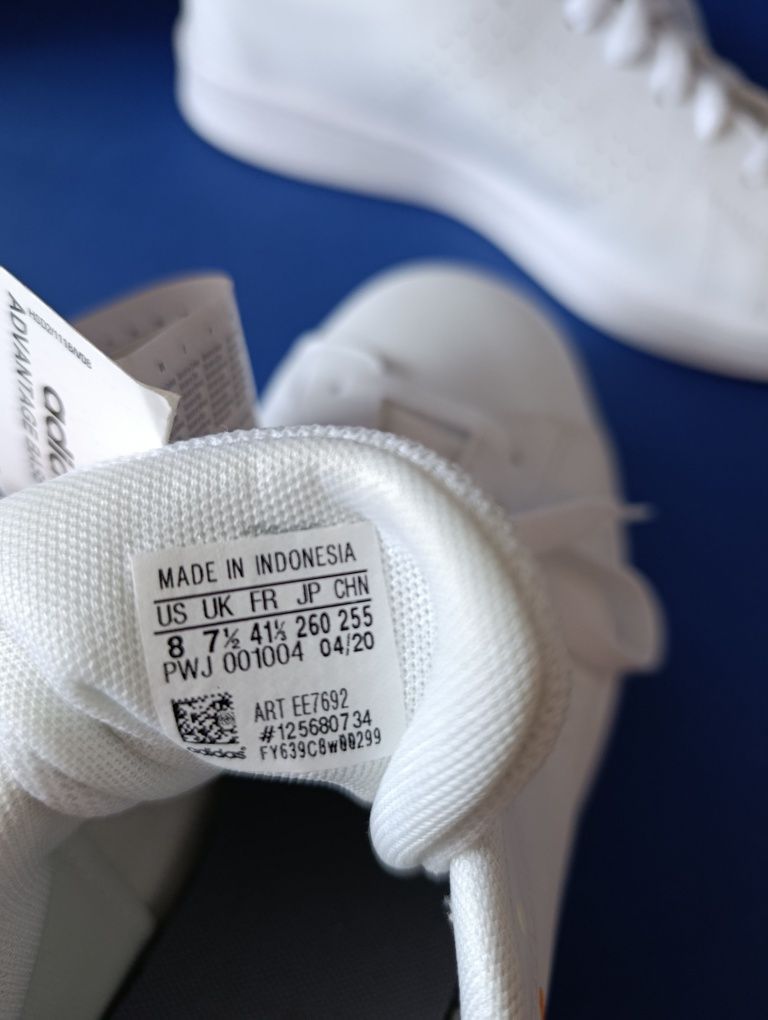 MADE IN INDONESIA
US UK FR JP CHN
8 7½ 41⅓ 260 255
PWJ 001004 04/20
ART EE7692
#125680734
adidas
FY639C8w00299
ADVANTAGE